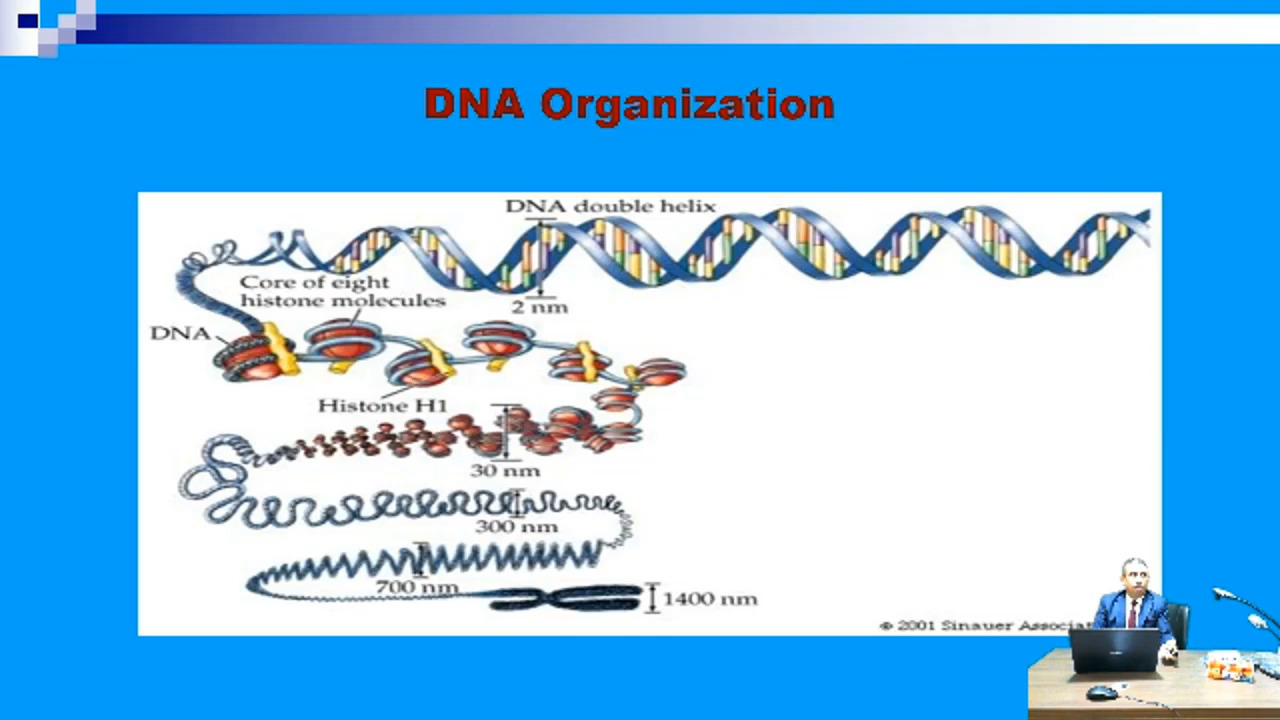 DNA Organization
DNA double helix
Core of eight
histone molecules
2 nm
DNA
Histone H1
30 nm
300 nm
700 nm
1400 nm
© 2001 Sinauer